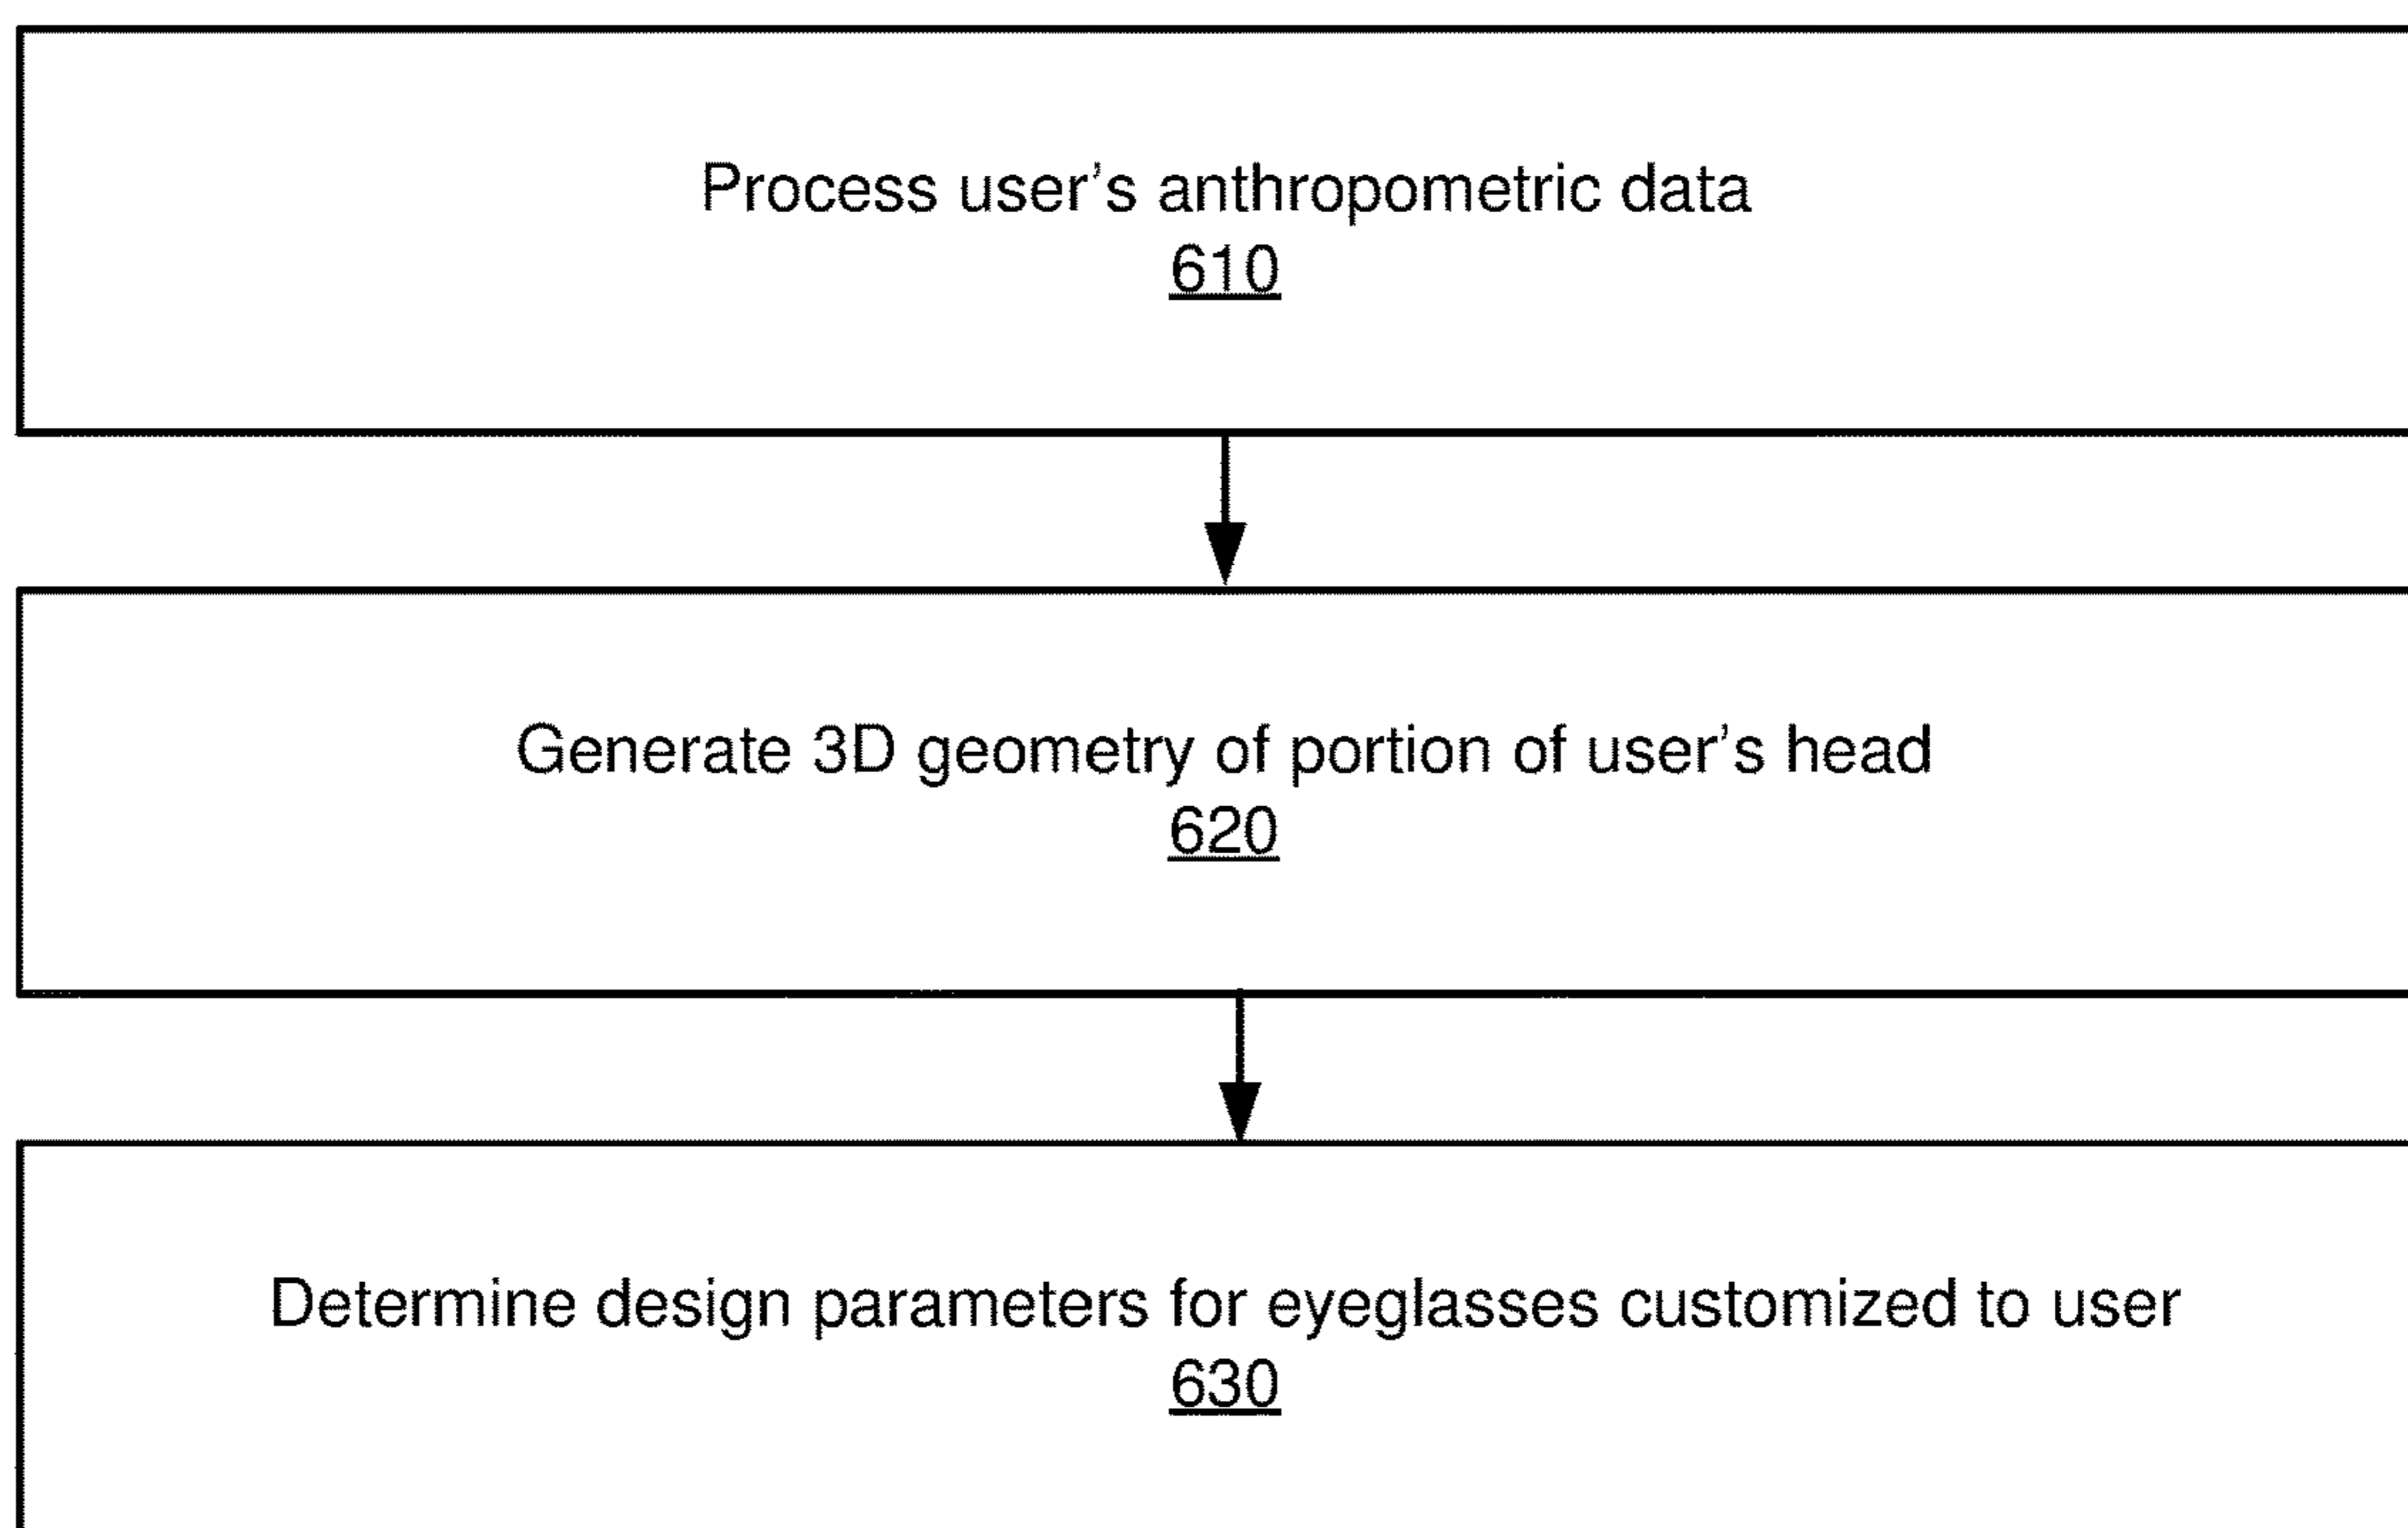 Process user's anthropometric data
610
Generate 3D geometry of portion of user's head
620
Determine design parameters for eyeglasses customized to user
630